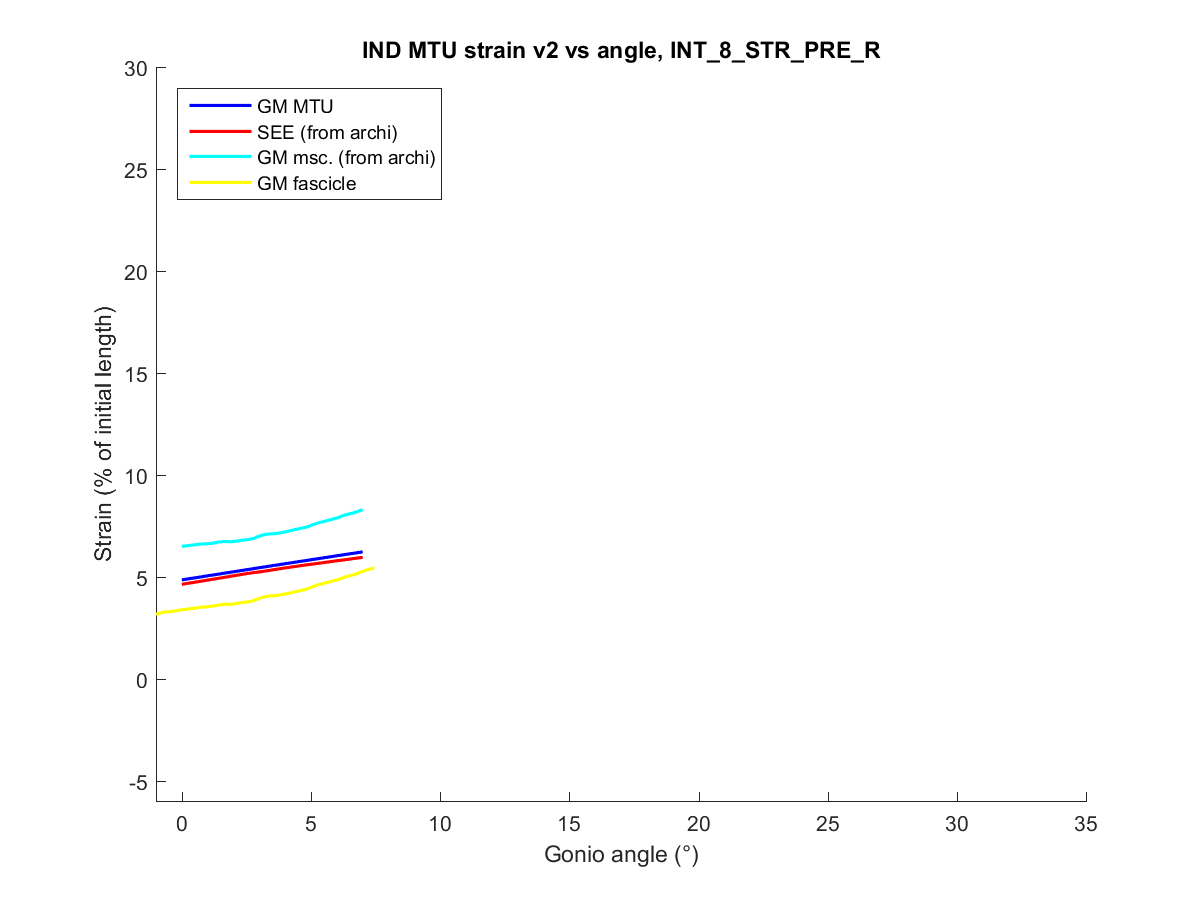 IND MTU strain v2 vs angle, INT_8_STR_PRE_R
30
25
20
15
10
5
0
-5
Strain (% of initial length)
GM MTU
SEE (from archi)
GM msc. (from archi)
GM fascicle
0 5 10 15 20 25 30 35
Gonio angle (°)